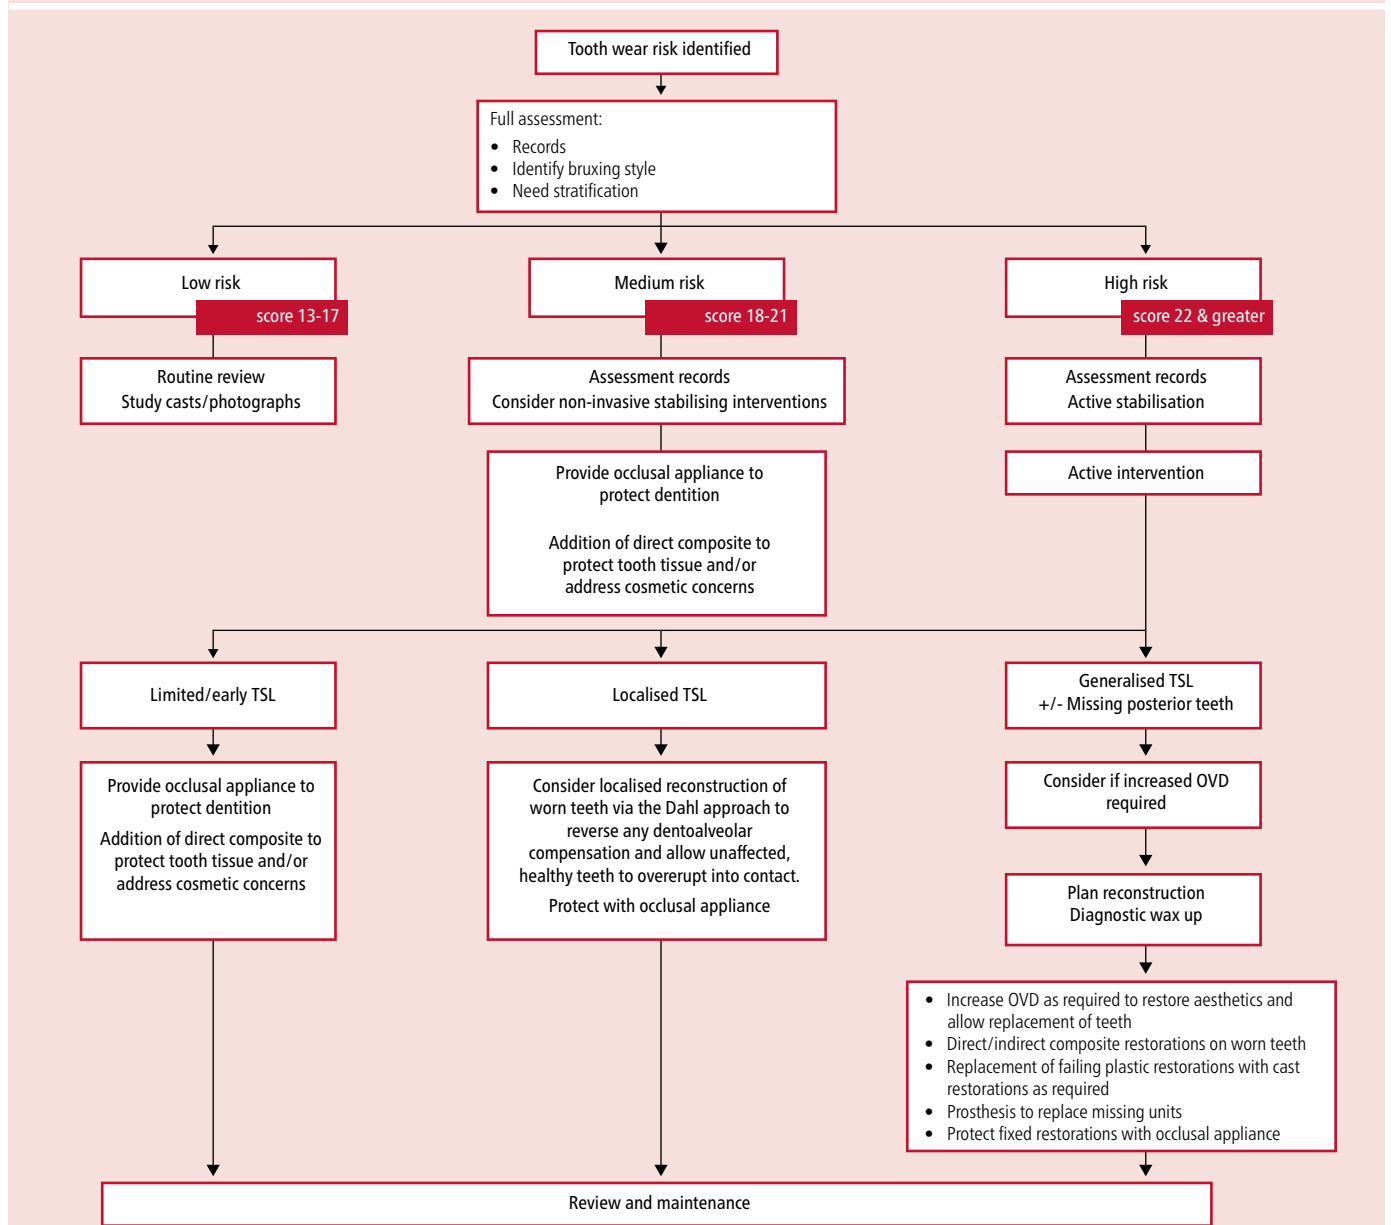 Tooth wear risk identified
Full assessment:
• Records
• Identify bruxing style
• Need stratification
Low risk
score 13-17
Medium risk
score 18-21
High risk
score 22 & greater
Routine review
Study casts/photographs
Assessment records
Consider non-invasive stabilising interventions
Assessment records
Active stabilisation
Provide occlusal appliance to
protect dentition
Addition of direct composite to
protect tooth tissue and/or
address cosmetic concerns
Active intervention
Limited/early TSL
Localised TSL
Generalised TSL
+/- Missing posterior teeth
Provide occlusal appliance to
protect dentition
Addition of direct composite to
protect tooth tissue and/or
address cosmetic concerns
Consider localised reconstruction of
worn teeth via the Dahl approach to
reverse any dentoalveolar
compensation and allow unaffected,
healthy teeth to overerupt into contact.
Protect with occlusal appliance
Consider if increased OVD
required
Plan reconstruction
Diagnostic wax up
• Increase OVD as required to restore aesthetics and
allow replacement of teeth
• Direct/indirect composite restorations on worn teeth
• Replacement of failing plastic restorations with cast
restorations as required
• Prosthesis to replace missing units
• Protect fixed restorations with occlusal appliance
Review and maintenance